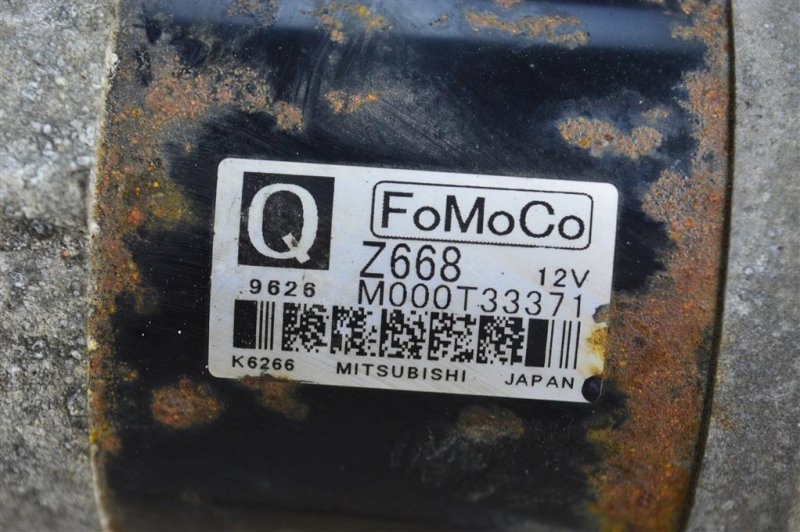 Q FoMoCo
Z668 12V
9626 M000T33371
K6266 MITSUBISHI JAPAN